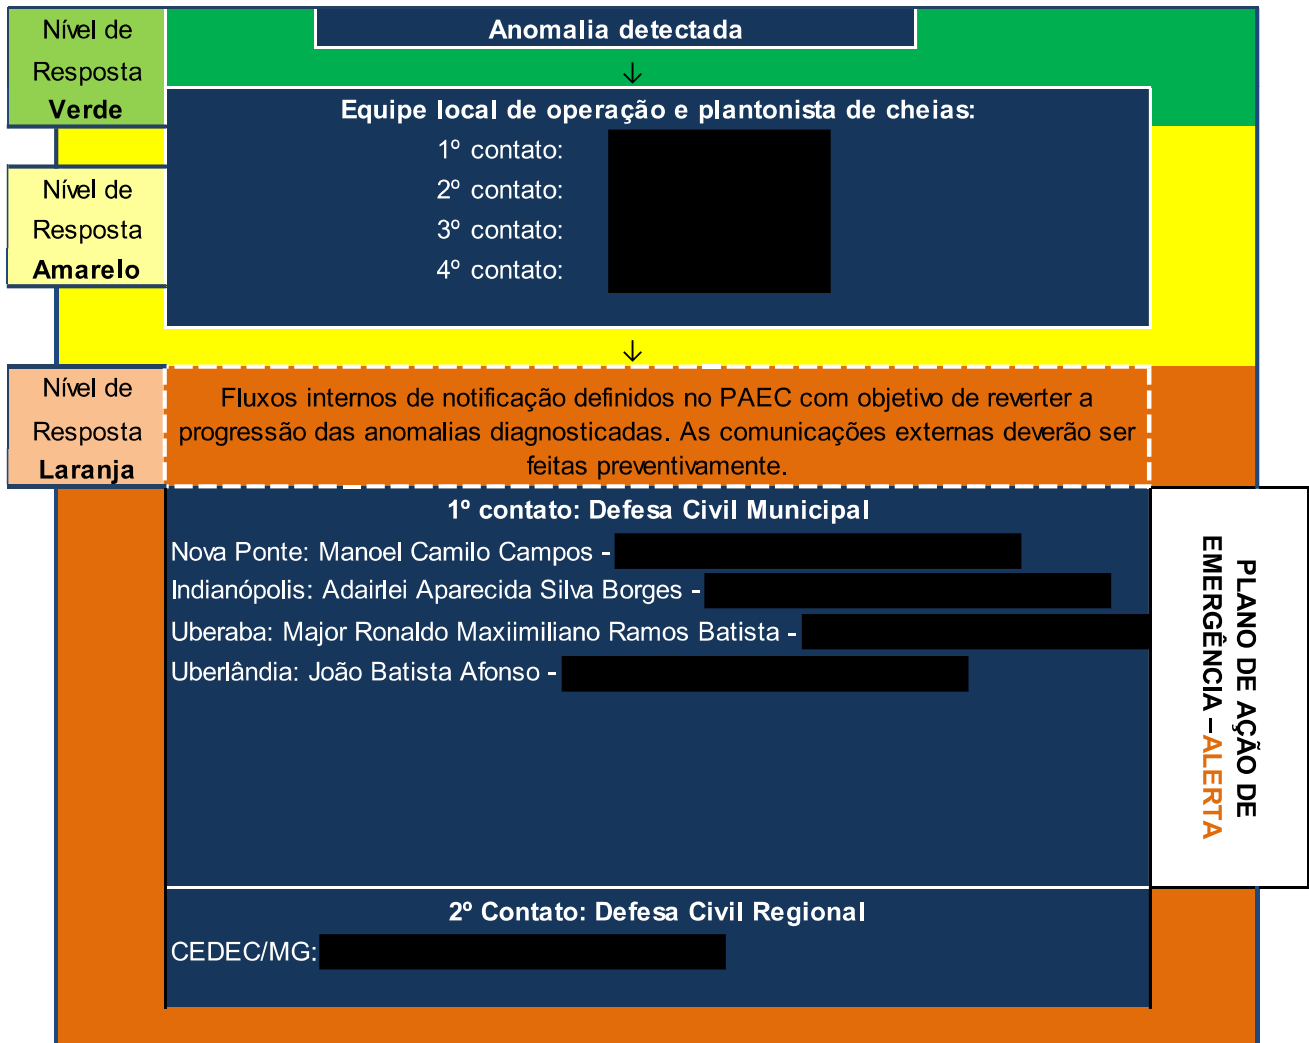 Nível de
Resposta
Verde
Anomalia detectada
↓
Equipe local de operação e plantonista de cheias:
1º contato:
2º contato:
3º contato:
4º contato:
Nível de
Resposta
Amarelo
↓
Nível de
Resposta
Laranja
Fluxos internos de notificação definidos no PAEC com objetivo de reverter a
progressão das anomalias diagnosticadas. As comunicações externas deverão ser
feitas preventivamente.
1º contato: Defesa Civil Municipal
Nova Ponte: Manoel Camilo Campos -
Indianópolis: Adairlei Aparecida Silva Borges -
Uberaba: Major Ronaldo Maxiimiliano Ramos Batista -
Uberlândia: João Batista Afonso -
PLANO DE AÇÃO DE
EMERGÊNCIA – ALERTA
2º Contato: Defesa Civil Regional
CEDEC/MG: